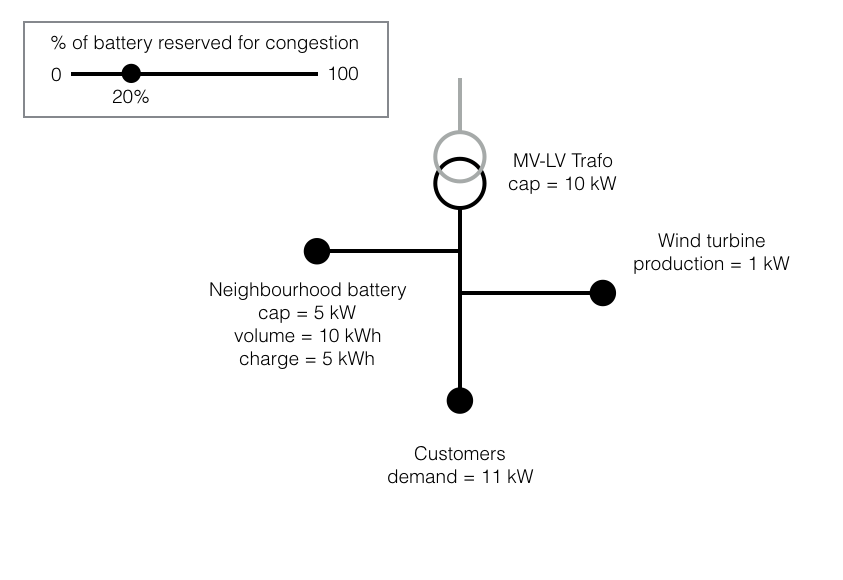 % of battery reserved for congestion
0 100
20%
MV-LV Trafo
cap = 10 kW
Wind turbine
production = 1 kW
Neighbourhood battery
cap = 5 kW
volume = 10 kWh
charge = 5 kWh
Customers
demand = 11 kW